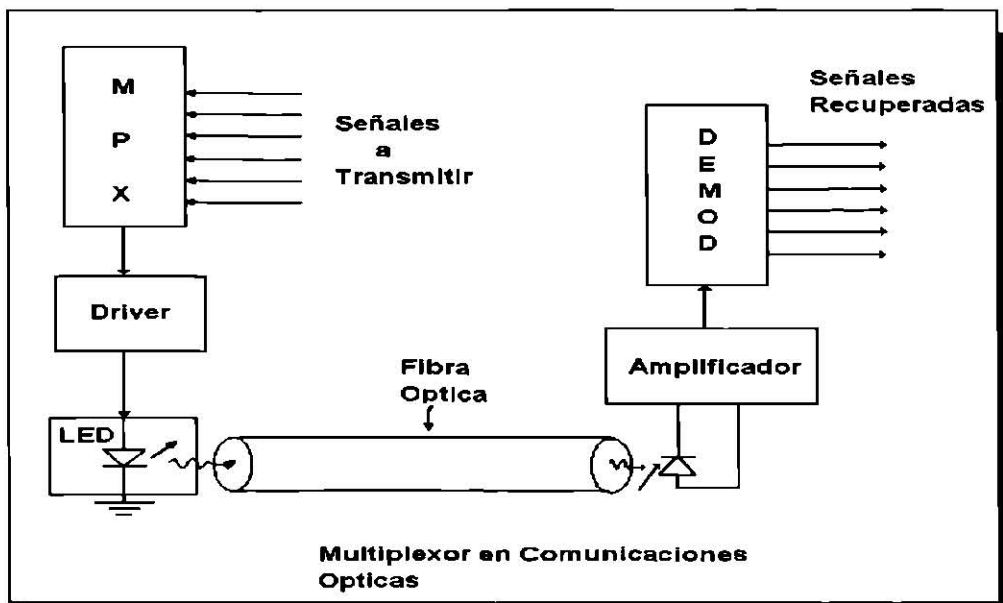 M
P
X
Señales
a
Transmitir
Driver
LED
Fibra
Optica
Señales
Recuperadas
D
E
M
O
D
Amplificador
Multiplexor en Comunicaciones
Opticas